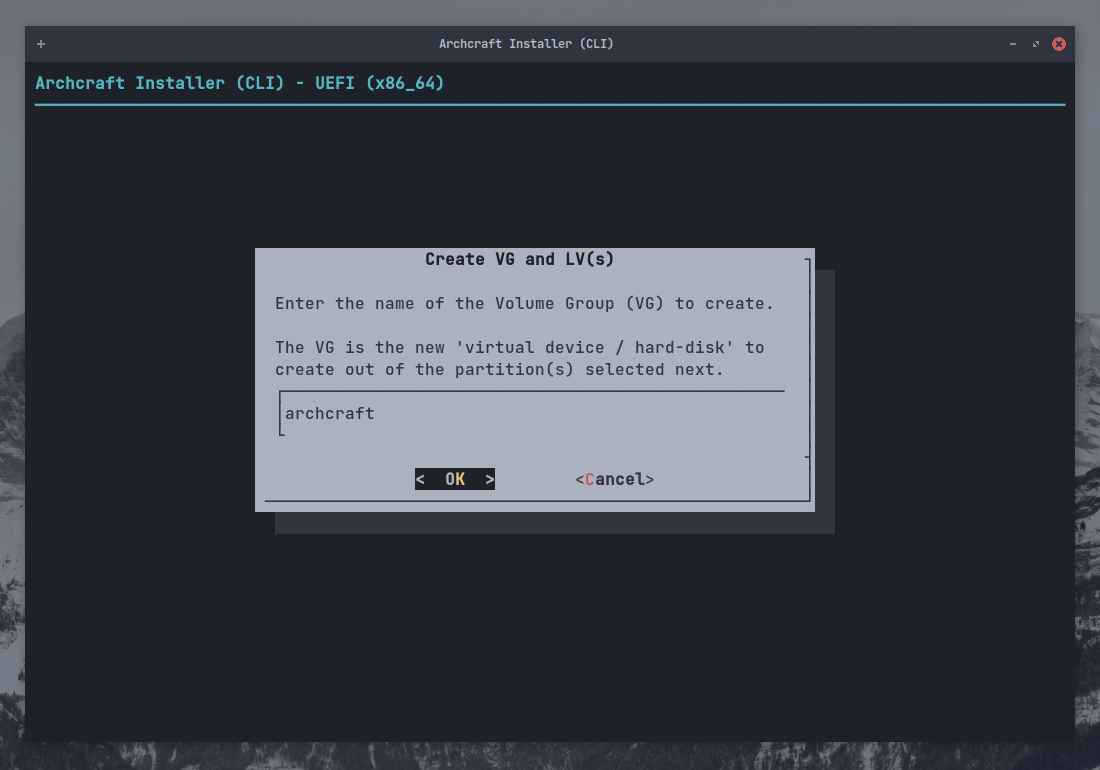 Archcraft Installer (CLI)
Archcraft Installer (CLI) - UEFI (x86_64)
Create VG and LV(s)
Enter the name of the Volume Group (VG) to create.
The VG is the new 'virtual device / hard-disk' to
create out of the partition(s) selected next.
archcraft
< OK > <Cancel>